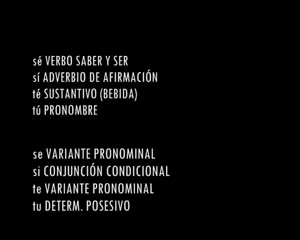 sé VERBO SABER Y SER
sí ADVERBIO DE AFIRMACIÓN
té SUSTANTIVO (BEBIDA)
tú PRONOMBRE
se VARIANTE PRONOMINAL
si CONJUNCIÓN CONDICIONAL
te VARIANTE PRONOMINAL
tu DETERM. POSESIVO